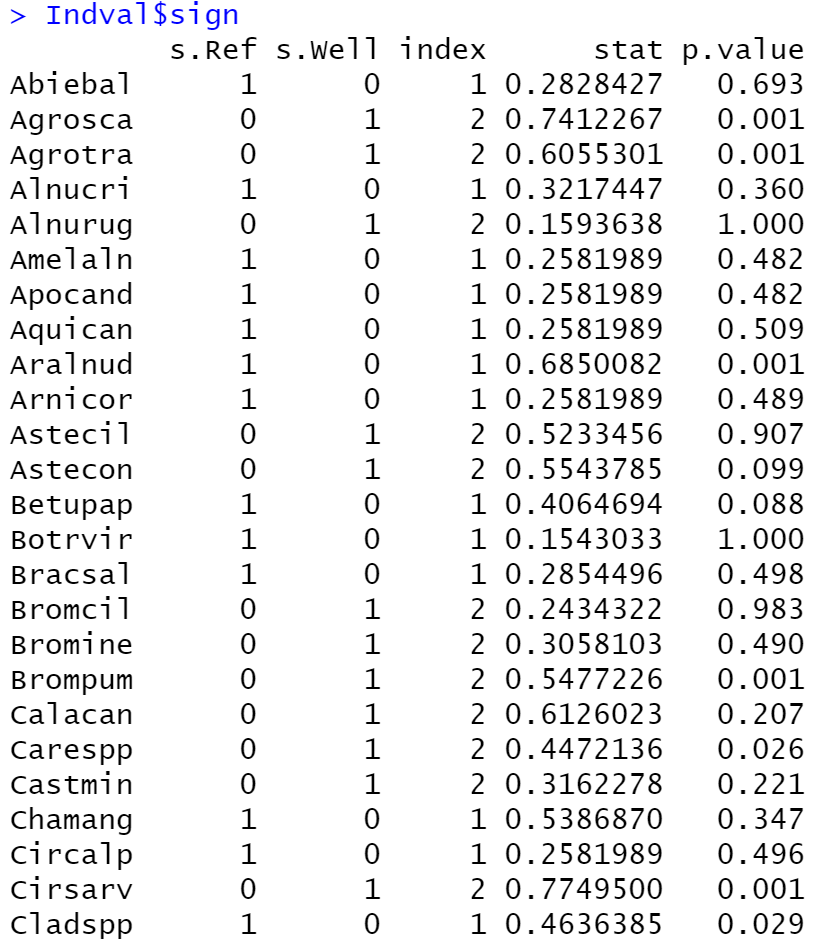 > Indval$sign
s.Ref s.Well index stat p.value
Abiebal 1 0 1 0.2828427 0.693
Agrosca 0 1 2 0.7412267 0.001
Agrotra 0 1 2 0.6055301 0.001
Alnucri 1 0 1 0.3217447 0.360
Alnurug 0 1 2 0.1593638 1.000
Amelaln 1 0 1 0.2581989 0.482
Apocand 1 0 1 0.2581989 0.482
Aquican 1 0 1 0.2581989 0.509
Aralnud 1 0 1 0.6850082 0.001
Arnicor 1 0 1 0.2581989 0.489
Astecil 0 1 2 0.5233456 0.907
Astecon 0 1 2 0.5543785 0.099
Betupap 1 0 1 0.4064694 0.088
Botrvir 1 0 1 0.1543033 1.000
Bracsal 1 0 1 0.2854496 0.498
Bromcil 0 1 2 0.2434322 0.983
Bromine 0 1 2 0.3058103 0.490
Brompum 0 1 2 0.5477226 0.001
Calacan 0 1 2 0.6126023 0.207
Carespp 0 1 2 0.4472136 0.026
Castmin 0 1 2 0.3162278 0.221
Chamang 1 0 1 0.5386870 0.347
Circalp 1 0 1 0.2581989 0.496
Cirsarv 0 1 2 0.7749500 0.001
Cladspp 1 0 1 0.4636385 0.029